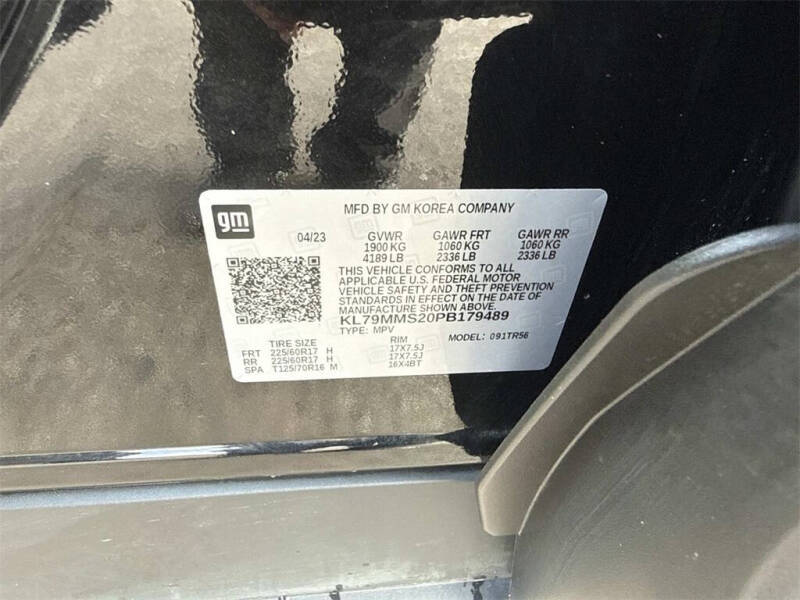 gm
MFD BY GM KOREA COMPANY
04/23 GVWR GAWR FRT GAWR RR
1900 KG 1060 KG 1060 KG
4189 LB 2336 LB 2336 LB
THIS VEHICLE CONFORMS TO ALL
APPLICABLE U.S. FEDERAL MOTOR
VEHICLE SAFETY AND THEFT PREVENTION
STANDARDS IN EFFECT ON THE DATE OF
MANUFACTURE SHOWN ABOVE.
KL79MMS20PB179489
TYPE: MPV MODEL: 091TR56
TIRE SIZE RIM
FRT 225/60R17 H 17X7.5J
RR 225/60R17 H 17X7.5J
SPA T125/70R16 M 16X4BT